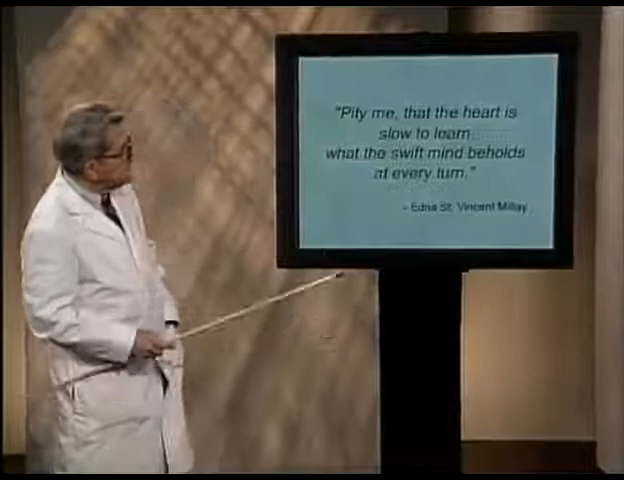 "Pity me, that the heart is
slow to learn
what the swift mind beholds
at every turn."
- Edna St. Vincent Millay